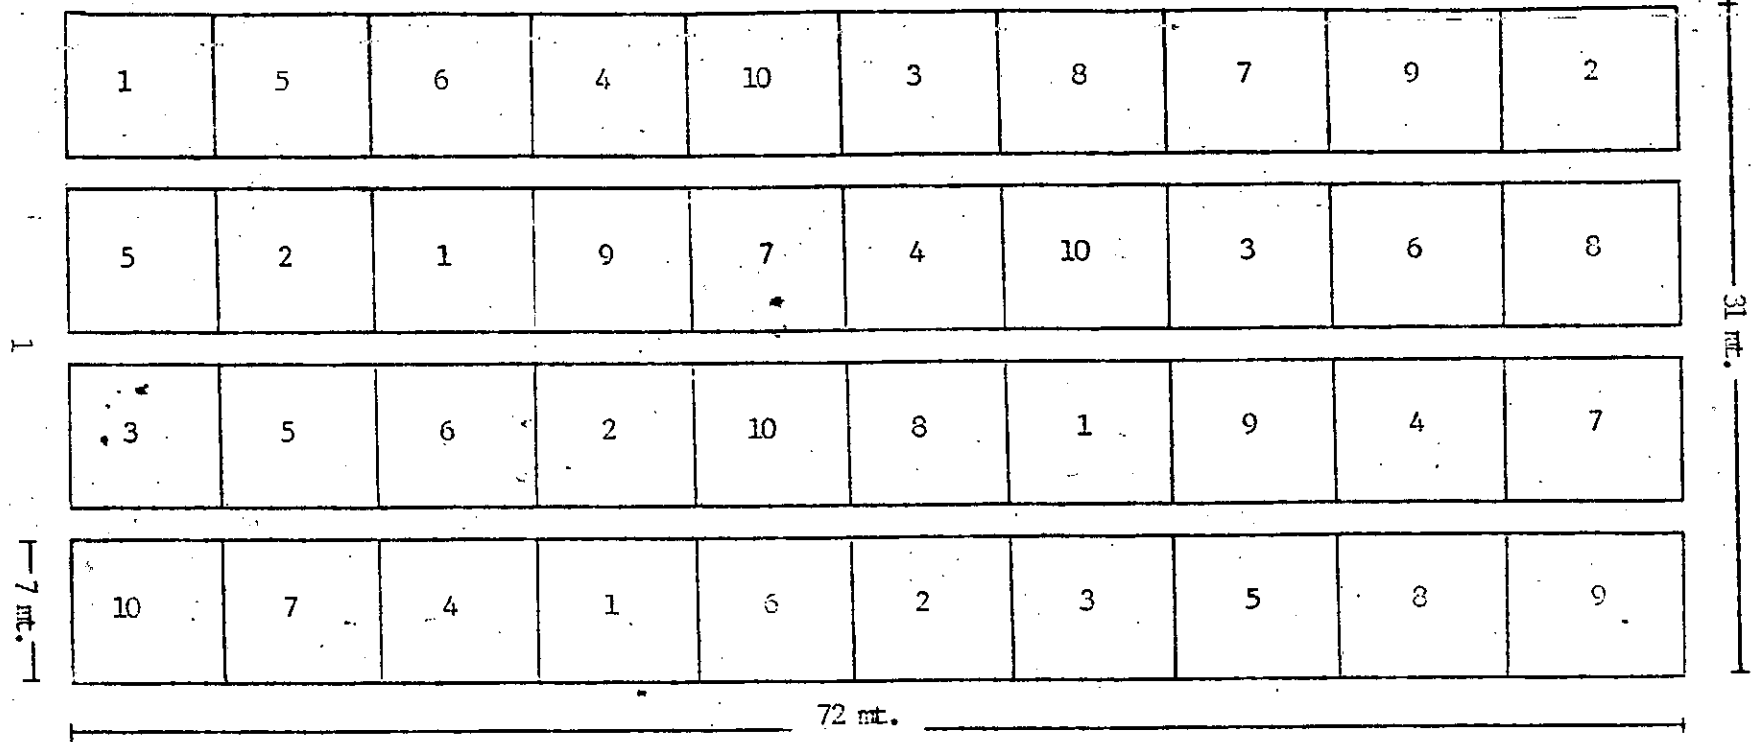 1 5 6 4 10 3 8 7 9 2
5 2 1 9 7 4 10 3 6 8
31 mt.
1
3 5 6 2 10 8 1 9 4 7
10 7 4 1 6 2 3 5 8 9
7 mt.
72 mt.